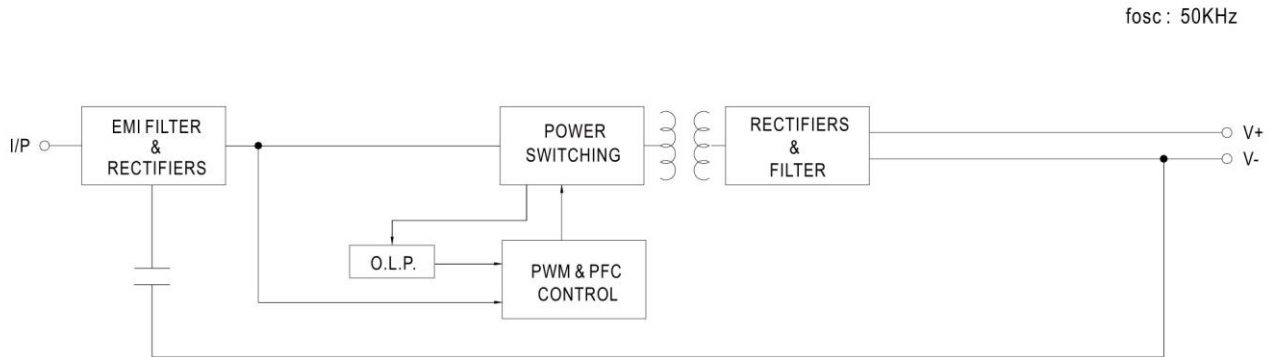 fosc : 50KHz
I/P
EMI FILTER
&
RECTIFIERS
POWER
SWITCHING
RECTIFIERS
&
FILTER
V+
V-
O.L.P.
PWM & PFC
CONTROL